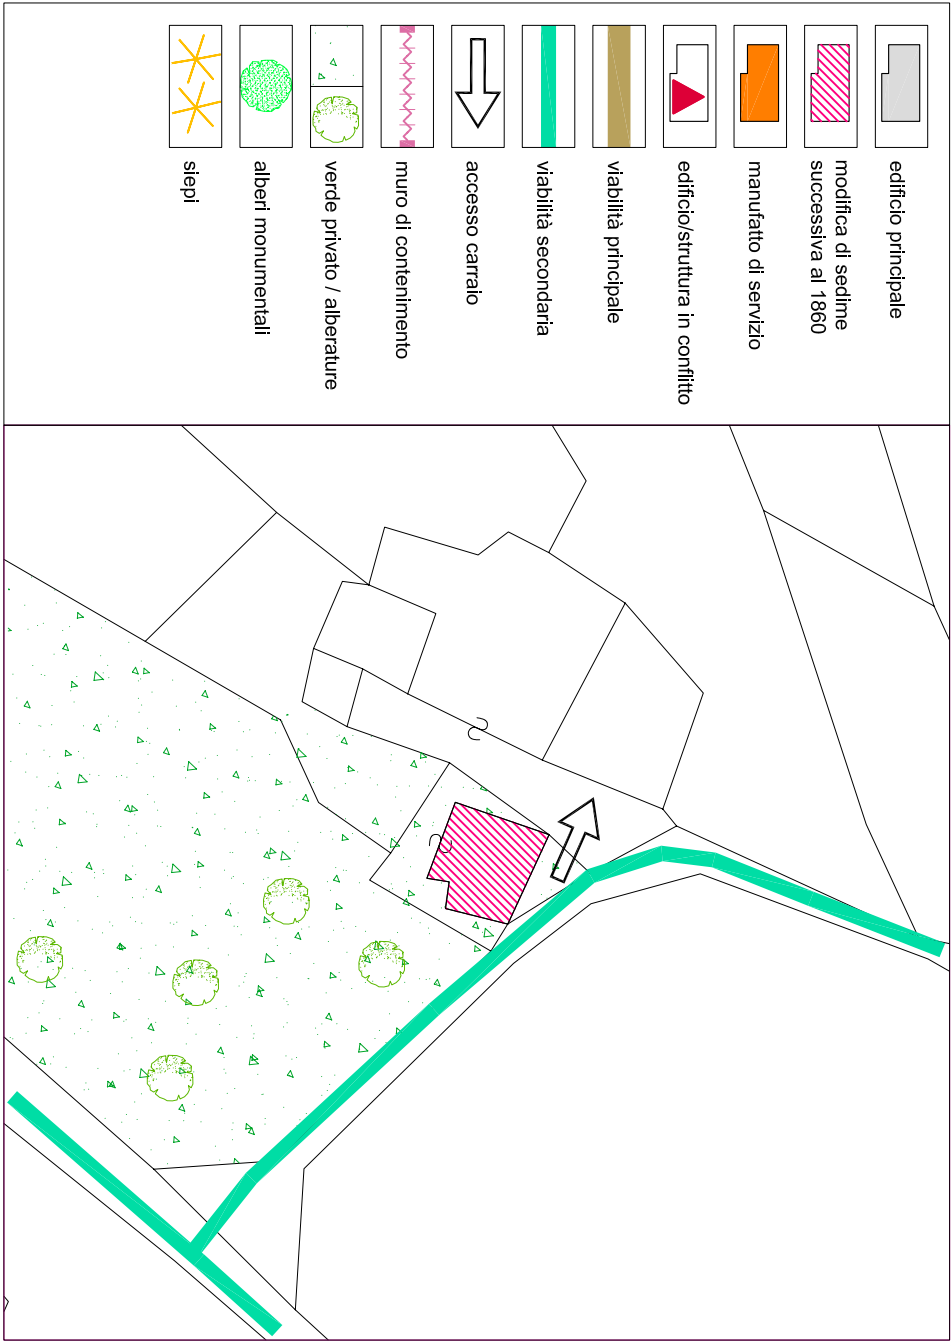 edificio principale
modifica di sedime
successiva al 1860
manufatto di servizio
edificio/struttura in conflitto
viabilità principale
viabilità secondaria
accesso carraio
muro di contenimento
verde privato / alberature
alberi monumentali
siepi